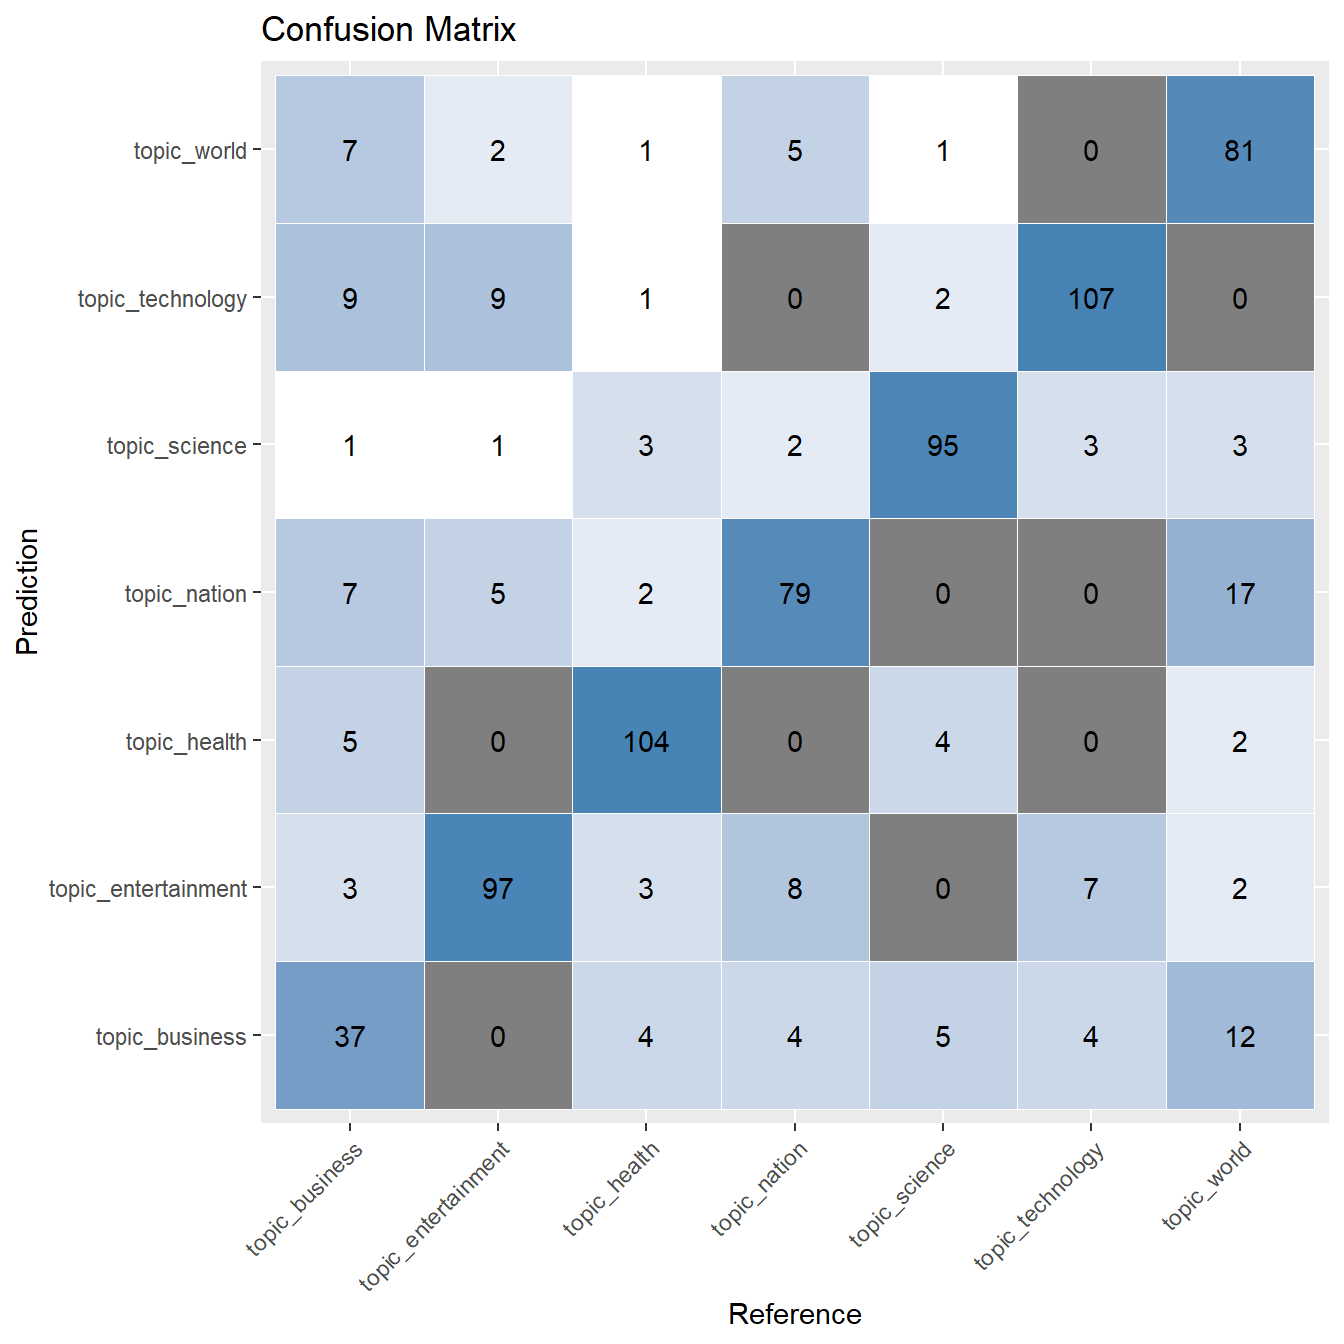 Confusion Matrix
Prediction
topic_world 7 2 1 5 1 0 81
topic_technology 9 9 1 0 2 107 0
topic_science 1 1 3 2 95 3 3
topic_nation 7 5 2 79 0 0 17
topic_health 5 0 104 0 4 0 2
topic_entertainment 3 97 3 8 0 7 2
topic_business 37 0 4 4 5 4 12
topic_business topic_entertainment topic_health topic_nation topic_science topic_technology topic_world
Reference